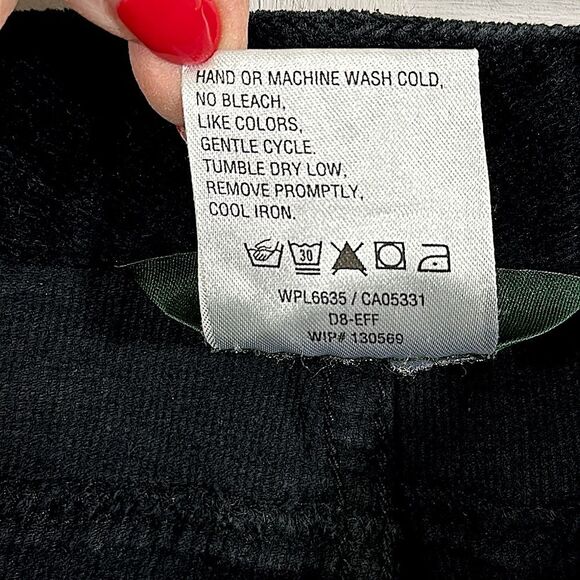 HAND OR MACHINE WASH COLD,
NO BLEACH,
LIKE COLORS,
GENTLE CYCLE.
TUMBLE DRY LOW,
REMOVE PROMPTLY,
COOL IRON.
30
WPL6635 / CA05331
D8-EFF
WIP# 130569